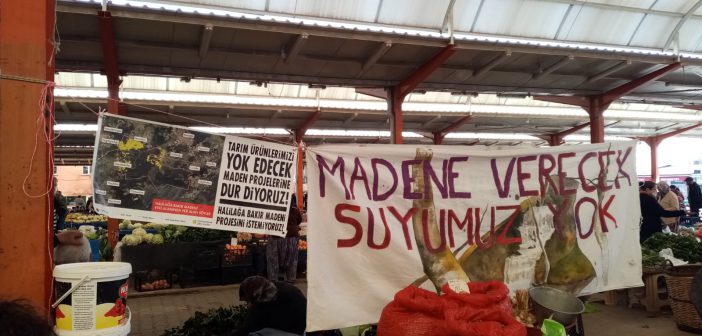 TARIM ÜRÜNLERİMİZİ
YOK EDECEK
MADEN PROJELERİNE
DUR DİYORUZ!
HALİLAĞA BAKIR MADENİ
PROJESİNİ İSTEMİYORUZ!
MADENE VERECEK
SUYUMUZ YOK